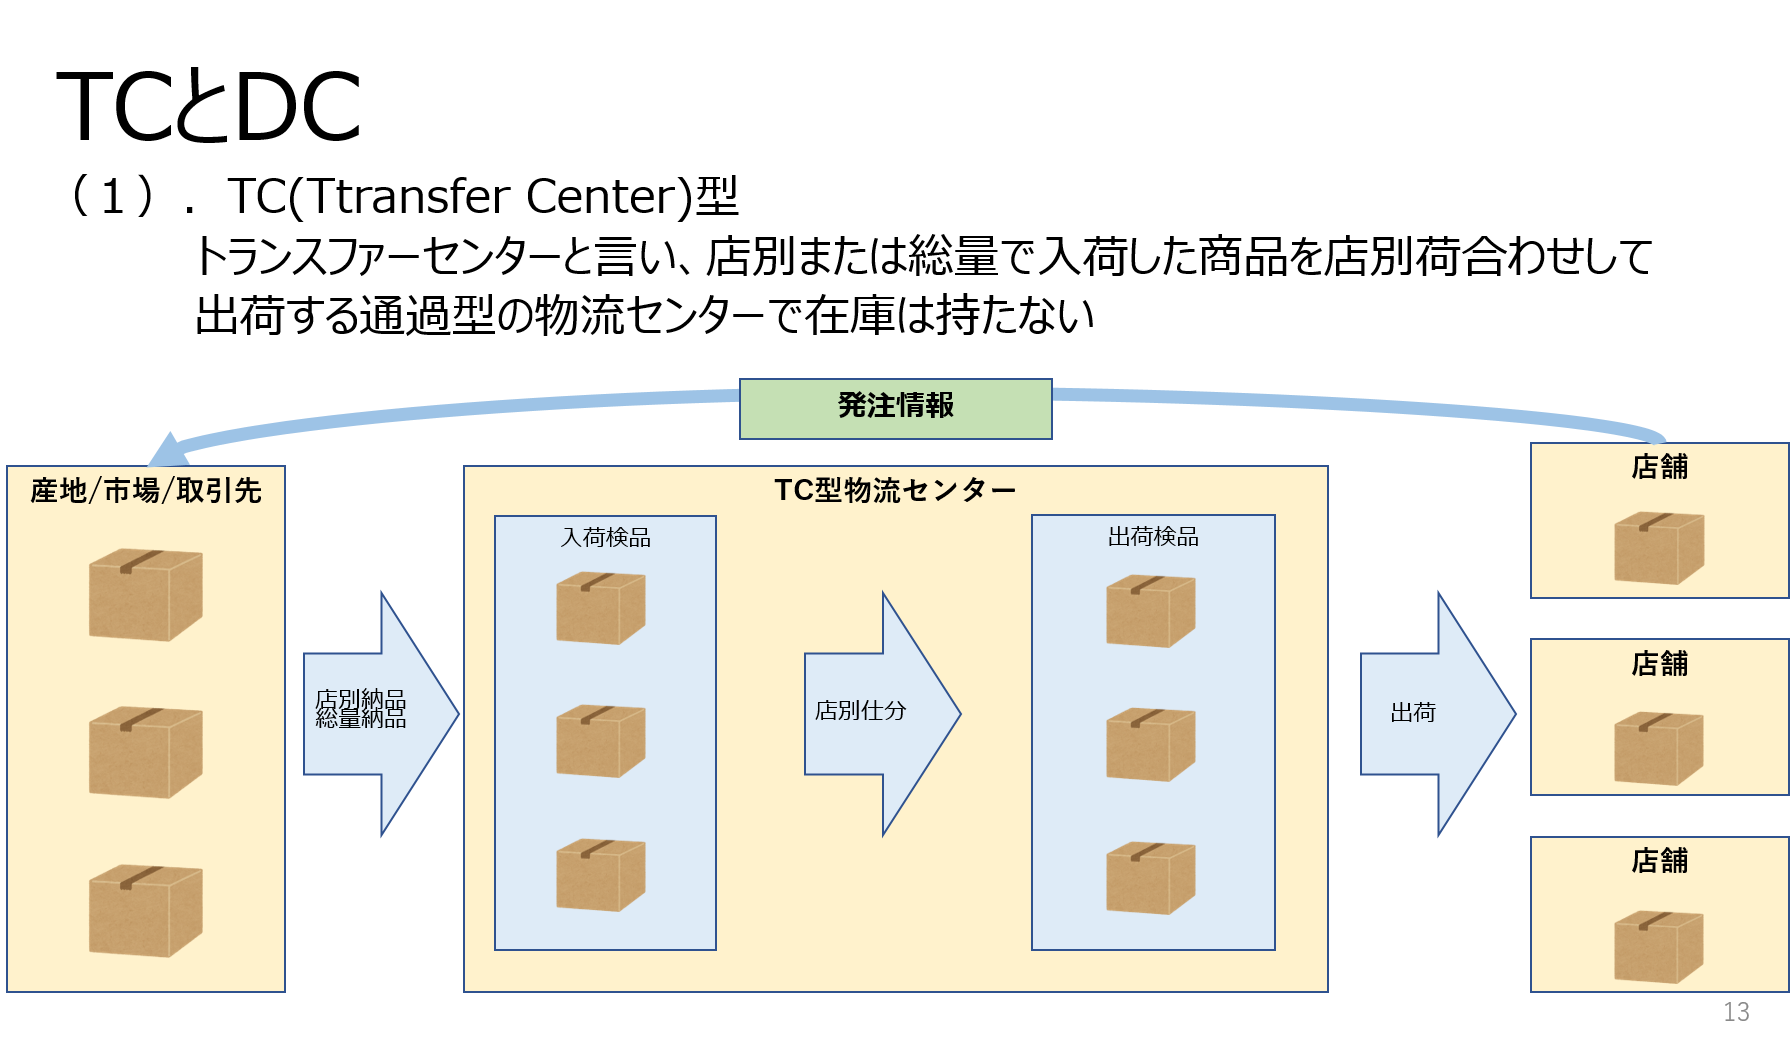 TCとDC
（１）．TC(Ttransfer Center)型
トランスファーセンターと言い、店別または総量で入荷した商品を店別荷合わせして
出荷する通過型の物流センターで在庫は持たない
発注情報
産地/市場/取引先
店別納品
総量納品
TC型物流センター
入荷検品
店別仕分
出荷検品
出荷
店舗
店舗
店舗
13